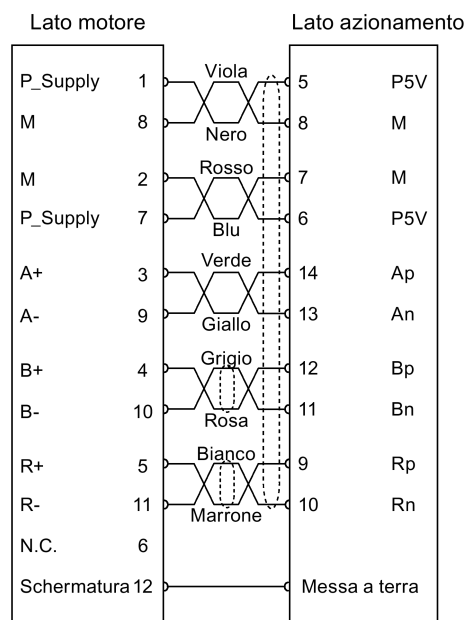 Lato motore Lato azionamento
Viola
P_Supply 1 5 P5V
M 8 8 M
Nero
Rosso
M 2 7 M
P_Supply 7 6 P5V
Blu
Verde
A+ 3 14 Ap
A- 9 13 An
Giallo
Grigio
B+ 4 12 Bp
B- 10 11 Bn
Rosa
Bianco
R+ 5 9 Rp
R- 11 10 Rn
Marrone
N.C. 6
Schermatura 12 Messa a terra